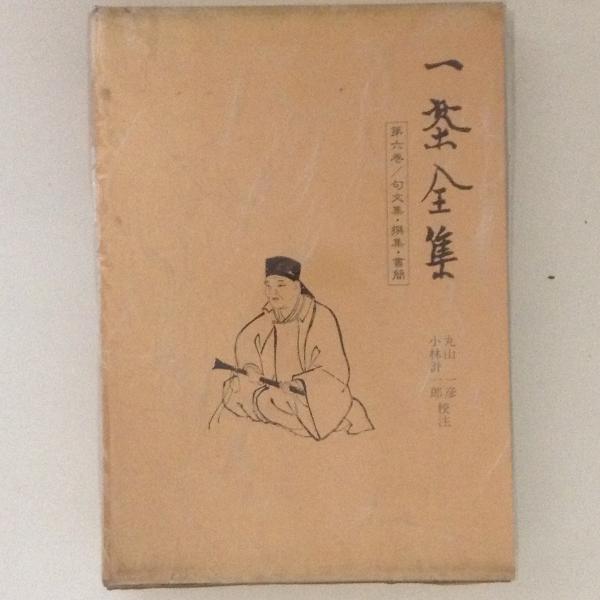 一茶全集
第六巻／句文集・撰集・書簡
丸山一彦
小林計一郎 校注